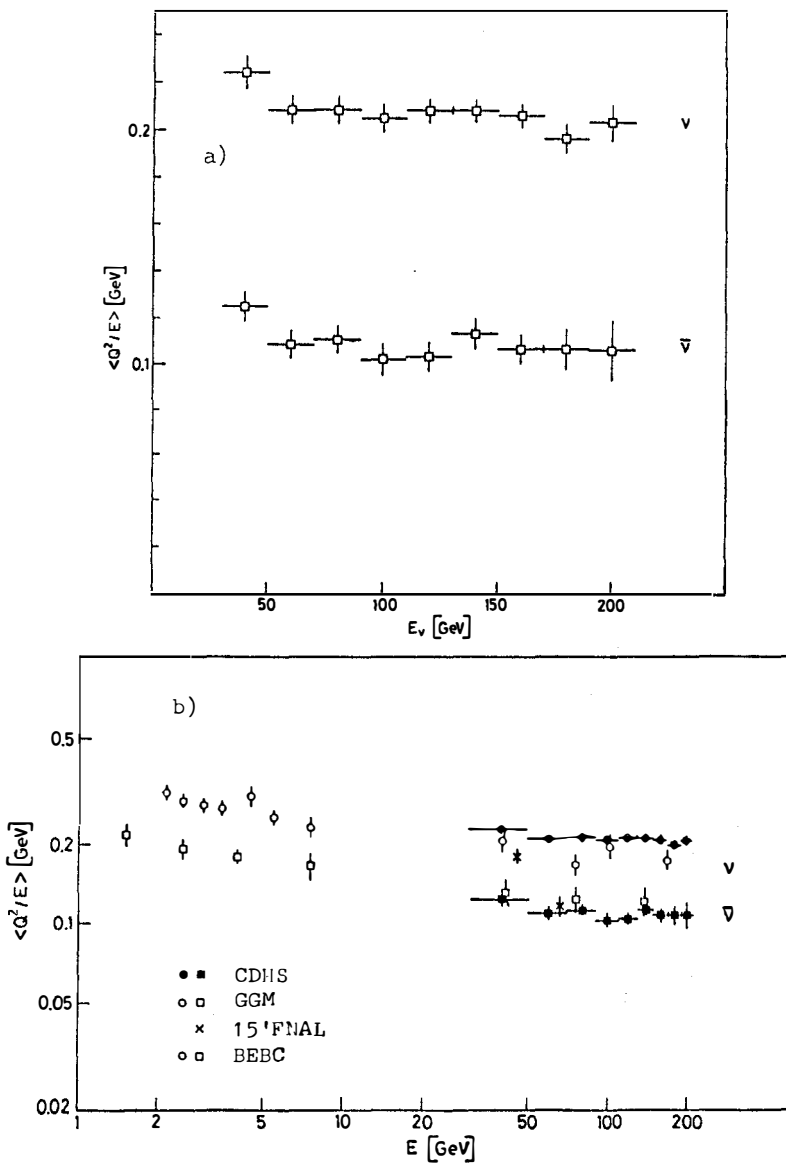 0.2
a)
ν
<Q²/E> [GeV]
0.1
ν̅
50 100 150 200
Eᵥ [GeV]
b)
0.5
<Q²/E> [GeV]
0.2
ν
0.1
ν̅
CDHS
GGM
0.05
15'FNAL
BEBC
0.02
1 2 5 10 20 50 100 200
E [GeV]